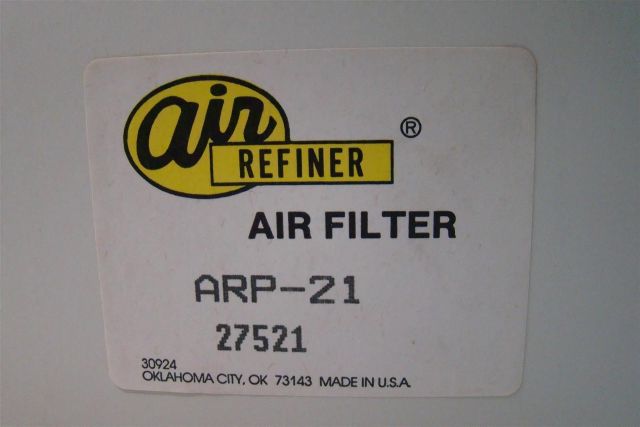 air
REFINER ®
AIR FILTER
ARP-21
27521
30924
OKLAHOMA CITY, OK 73143 MADE IN U.S.A.